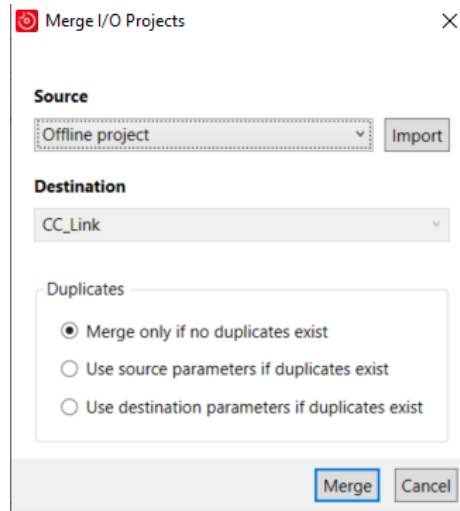 Merge I/O Projects
Source
Offline project
Import
Destination
CC_Link
Duplicates
Merge only if no duplicates exist
Use source parameters if duplicates exist
Use destination parameters if duplicates exist
Merge Cancel